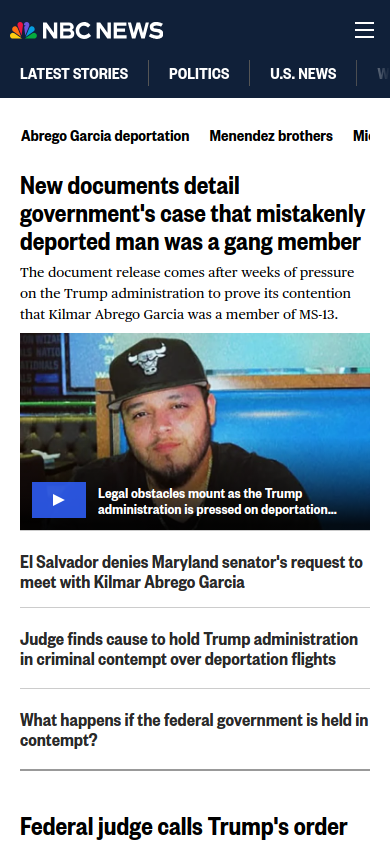 NBC NEWS
LATEST STORIES
POLITICS
U.S. NEWS
Abrego Garcia deportation
Menendez brothers
New documents detail
government's case that mistakenly
deported man was a gang member
The document release comes after weeks of pressure
on the Trump administration to prove its contention
that Kilmar Abrego Garcia was a member of MS-13.
Legal obstacles mount as the Trump
administration is pressed on deportation...
El Salvador denies Maryland senator's request to
meet with Kilmar Abrego Garcia
Judge finds cause to hold Trump administration
in criminal contempt over deportation flights
What happens if the federal government is held in
contempt?
Federal judge calls Trump's order